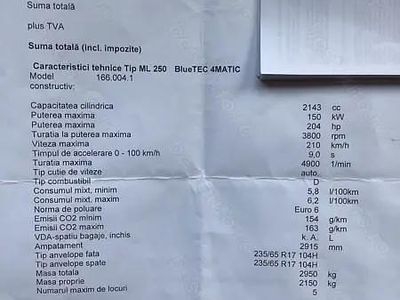 Suma totală
plus TVA
Suma totală (incl. impozite)
Caracteristici tehnice Tip ML 250 BlueTEC 4MATIC
Model 166.004.1
constructiv:
Capacitatea cilindrica 2143 cc
Puterea maxima 150 kW
Puterea maxima 204 hp
Turatia la puterea maxima 3800 rpm
Viteza maxima 210 km/h
Timpul de accelerare 0 - 100 km/h 9,0 s
Turatie maxima 4900 1/min
Tip cutie de viteze auto.
Tip combustibil D
Consumul mixt, minim 5,8 l/100km
Consumul mixt, maxim 6,2 l/100km
Norma de poluare Euro 6
Emisii CO2 minim 154 g/km
Emisii CO2 maxim 163 g/km
VDA-spatiu bagaje, inchis k. A. L
Ampatament 2915 mm
Tip anvelope fata 235/65 R17 104H
Tip anvelope spate 235/65 R17 104H
Masa totala 2950 kg
Masa proprie 2150 kg
Numarul maxim de locuri